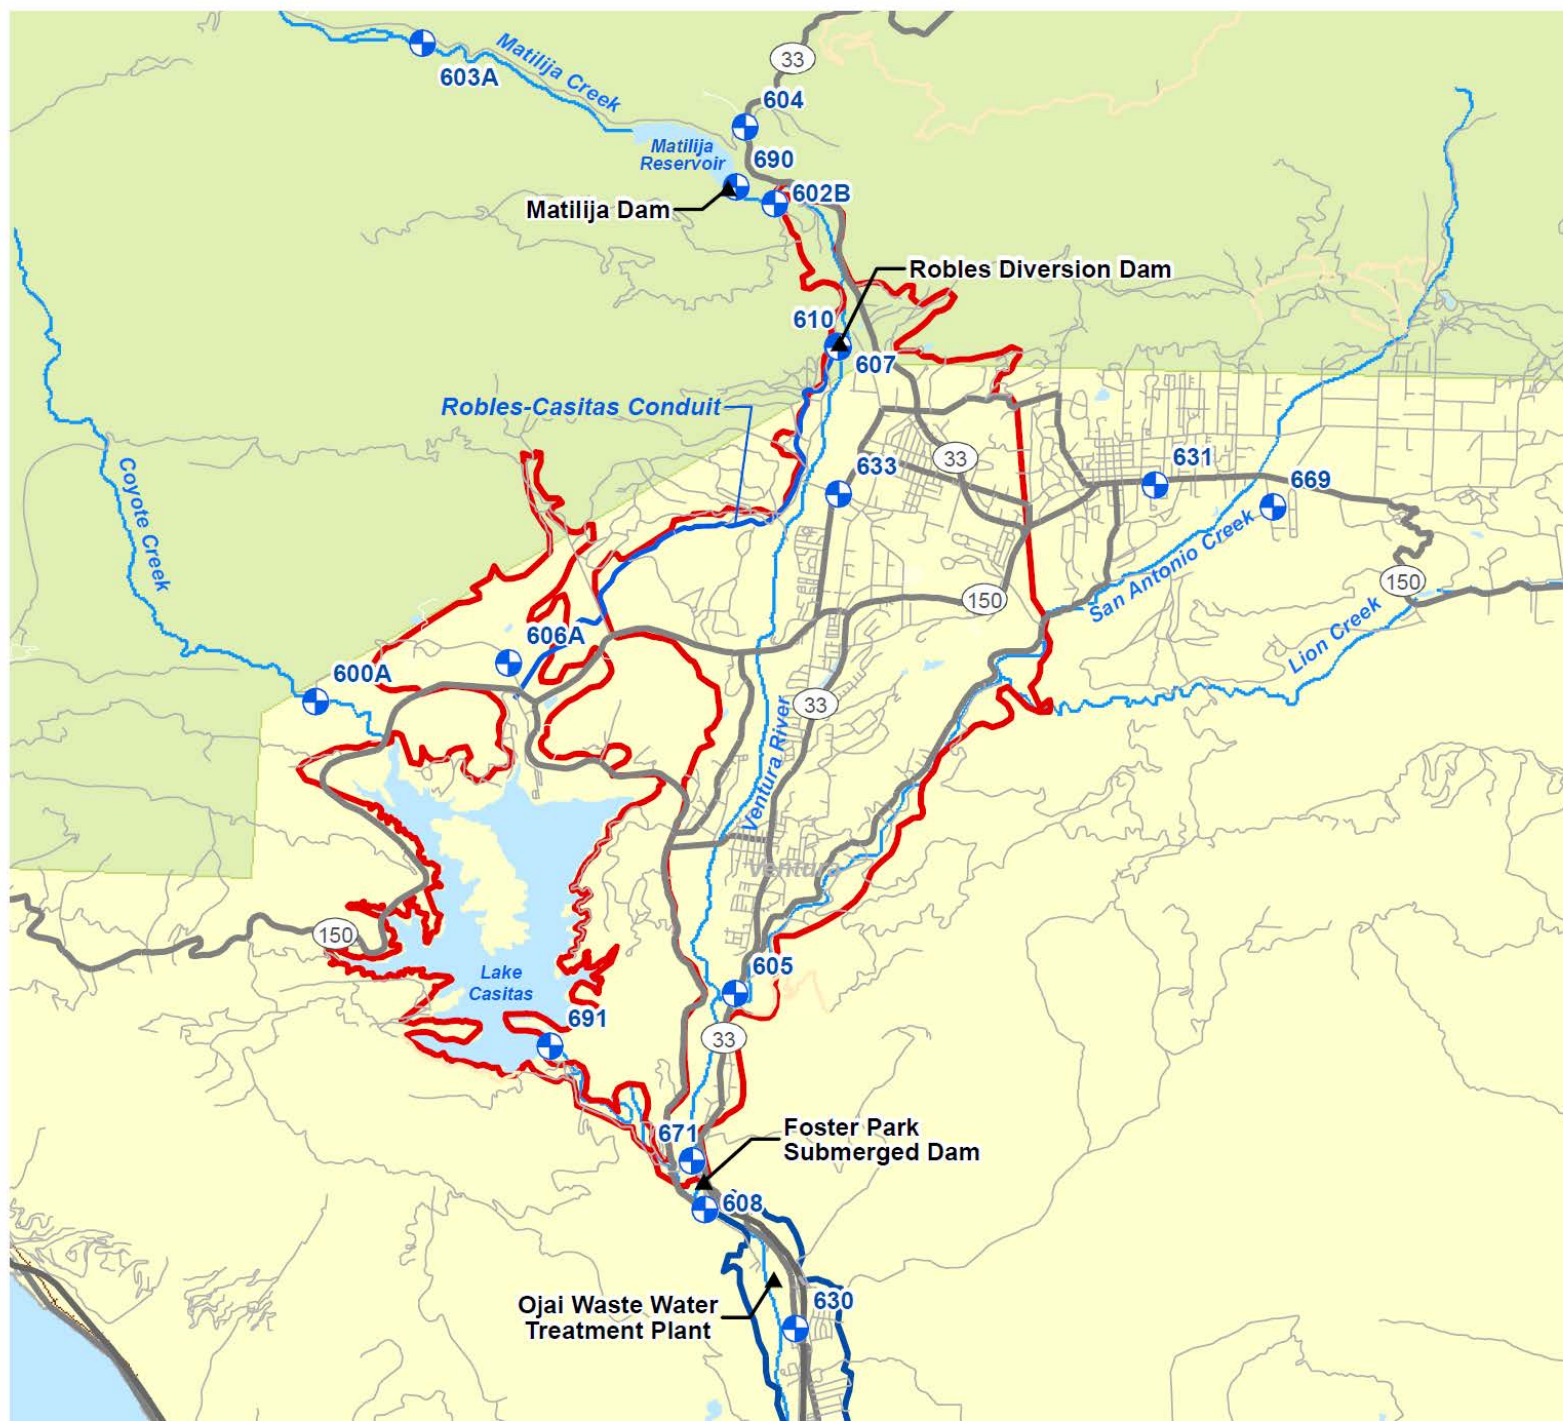 33
Matilija Creek
603A
604
Matilija
Reservoir
690
602B
Matilija Dam
Robles Diversion Dam
610
607
Robles-Casitas Conduit
33
631
633
669
Coyote Creek
San Antonio Creek
150
150
Lion Creek
606A
600A
33
Ventura River
Ventura
150
605
Lake
Casitas
691
33
671
Foster Park
Submerged Dam
608
Ojai Waste Water
Treatment Plant
630